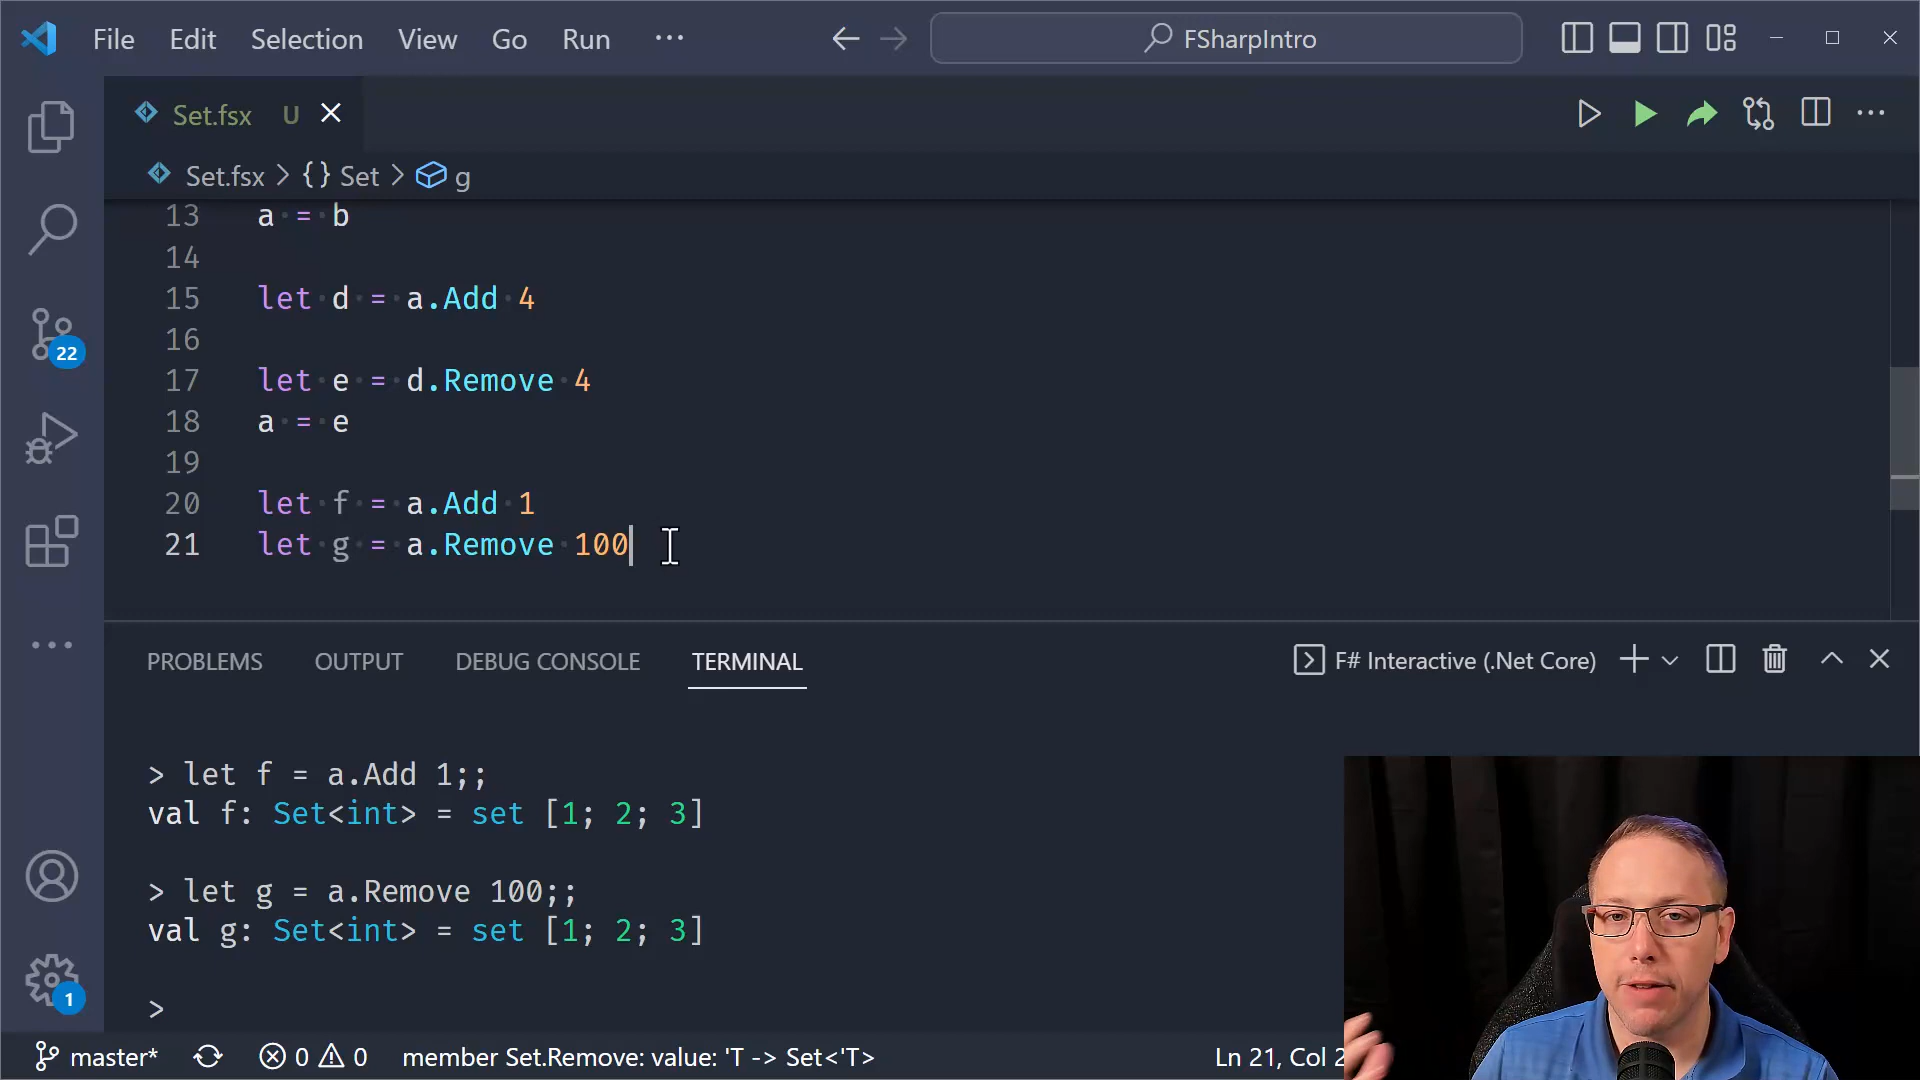 File Edit Selection View Go Run ··· FSharpIntro
Set.fsx U
Set.fsx > {} Set > g
13 a = b
14
15 let d = a.Add 4
16
17 let e = d.Remove 4
18 a = e
19
20 let f = a.Add 1
21 let g = a.Remove 100
22
PROBLEMS OUTPUT DEBUG CONSOLE TERMINAL F# Interactive (.Net Core)
> let f = a.Add 1;;
val f: Set<int> = set [1; 2; 3]
> let g = a.Remove 100;;
val g: Set<int> = set [1; 2; 3]
>
1
master* 0 0 member Set.Remove: value: 'T -> Set<'T> Ln 21, Col